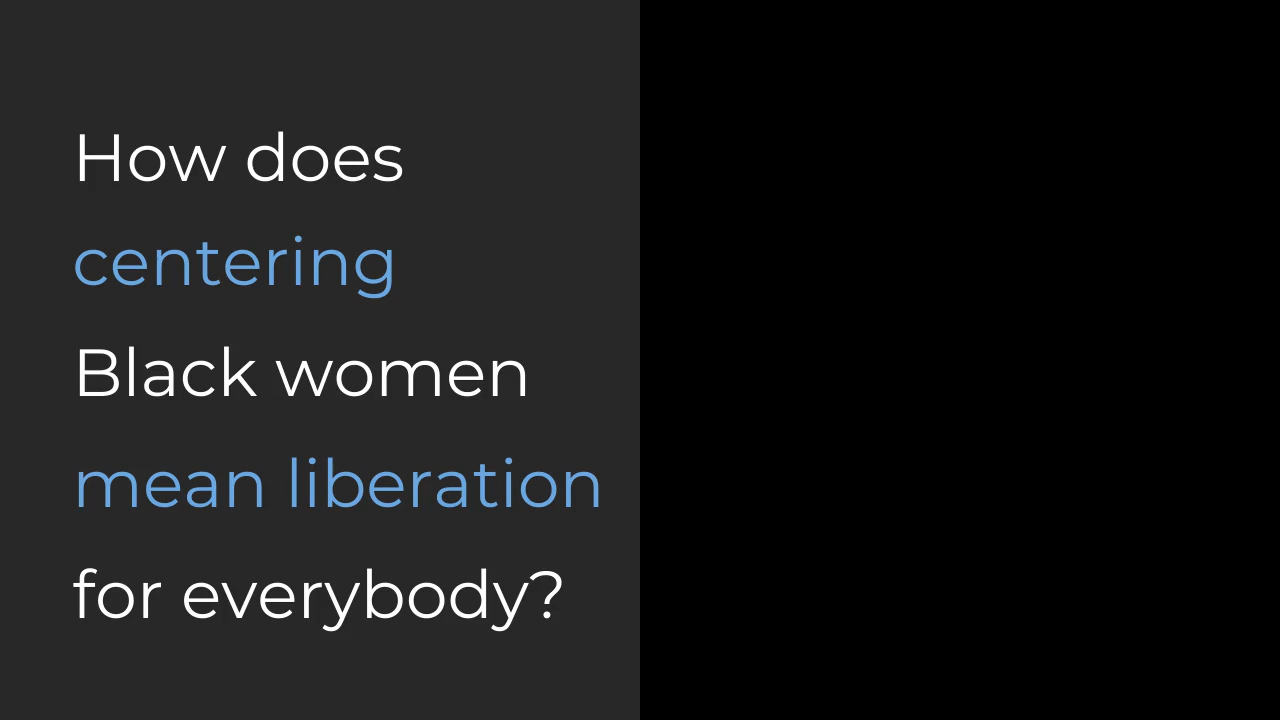 How does
centering
Black women
mean liberation
for everybody?